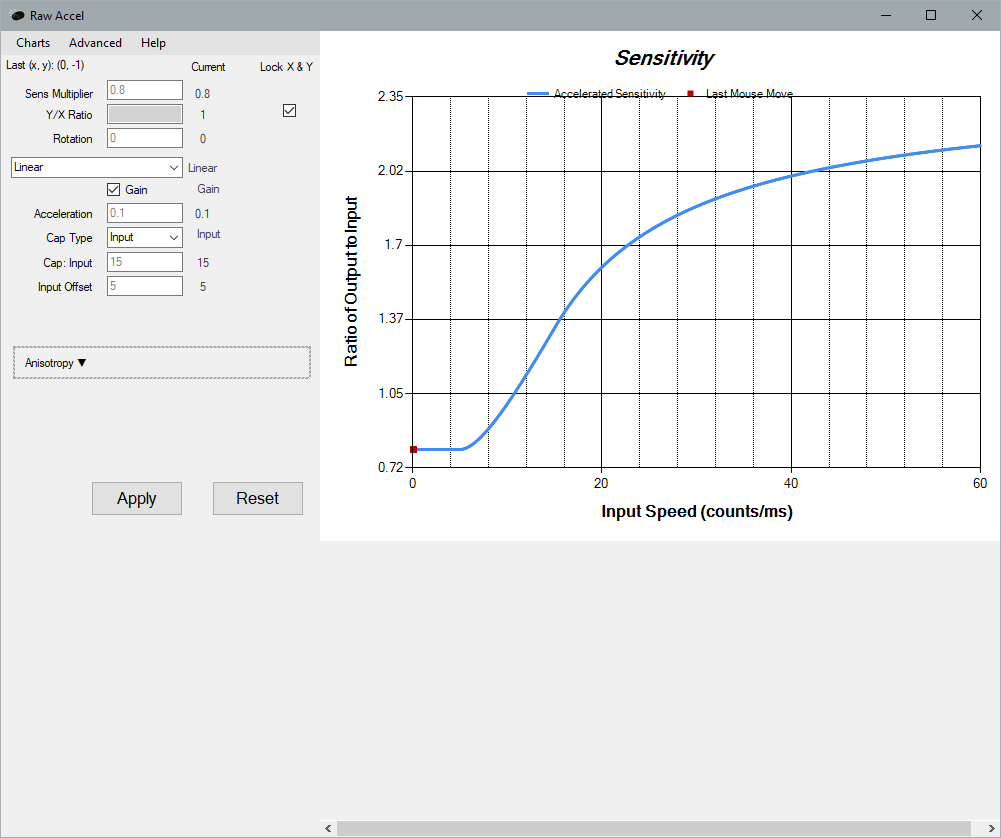 Raw Accel
Charts Advanced Help
Last (x, y): (0, -1)
Current
Lock X & Y
Sens Multiplier 0.8 0.8
Y/X Ratio 1
Rotation 0 0
Linear Linear
Gain Gain
Acceleration 0.1 0.1
Cap Type Input Input
Cap: Input 15 15
Input Offset 5 5
Anisotropy ▼
Apply Reset
Sensitivity
Accelerated Sensitivity Last Mouse Move
Ratio of Output to Input
2.35
2.02
1.7
1.37
1.05
0.72
0 20 40 60
Input Speed (counts/ms)